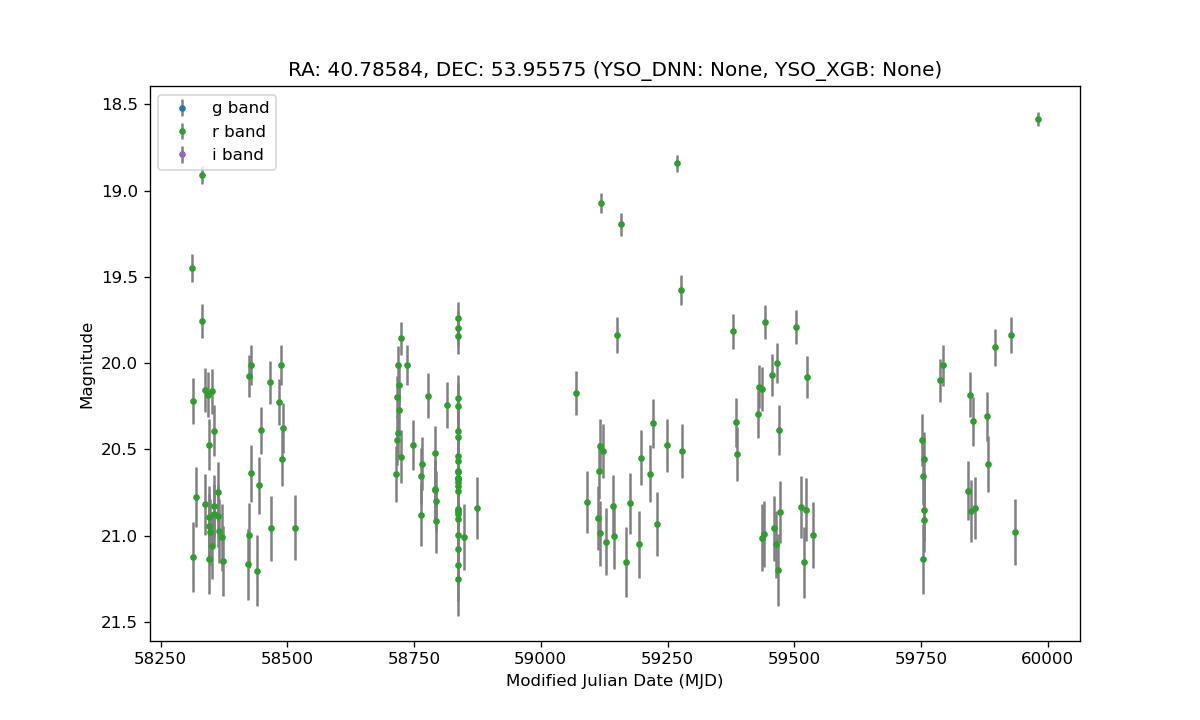 RA: 40.78584, DEC: 53.95575 (YSO_DNN: None, YSO_XGB: None)
g band
r band
i band
18.5
19.0
19.5
20.0
20.5
21.0
21.5
Magnitude
58250 58500 58750 59000 59250 59500 59750 60000
Modified Julian Date (MJD)